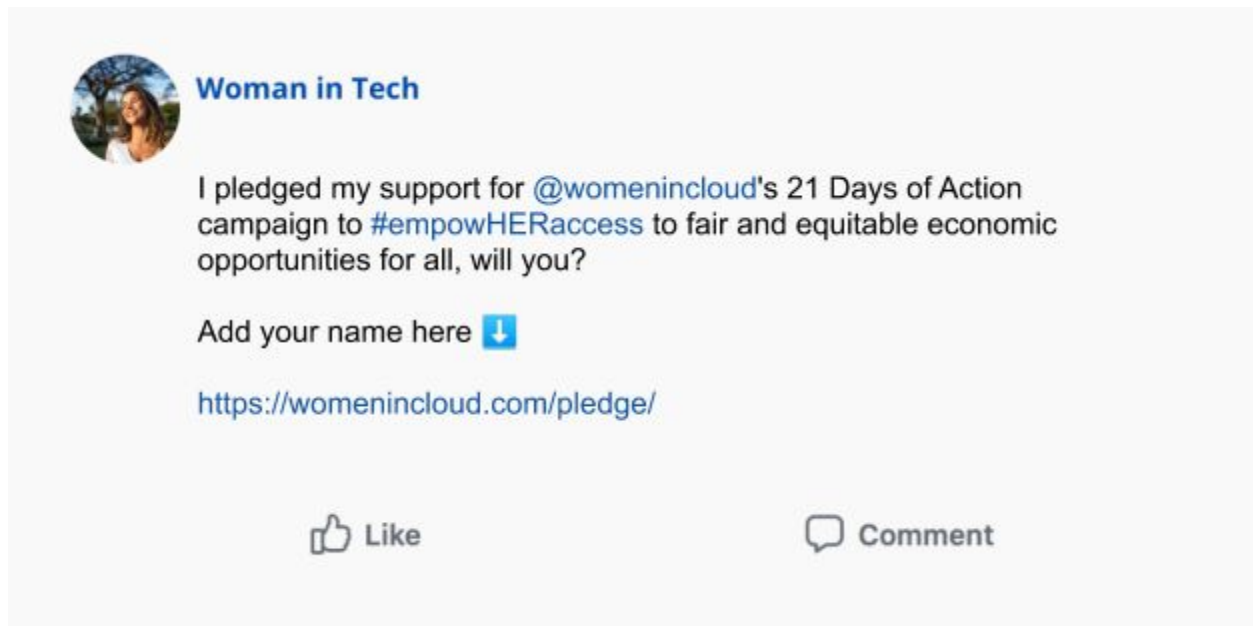 Woman in Tech
I pledged my support for @womenincloud's 21 Days of Action
campaign to #empowHERaccess to fair and equitable economic
opportunities for all, will you?
Add your name here ⬇️
https://womenincloud.com/pledge/
Like
Comment